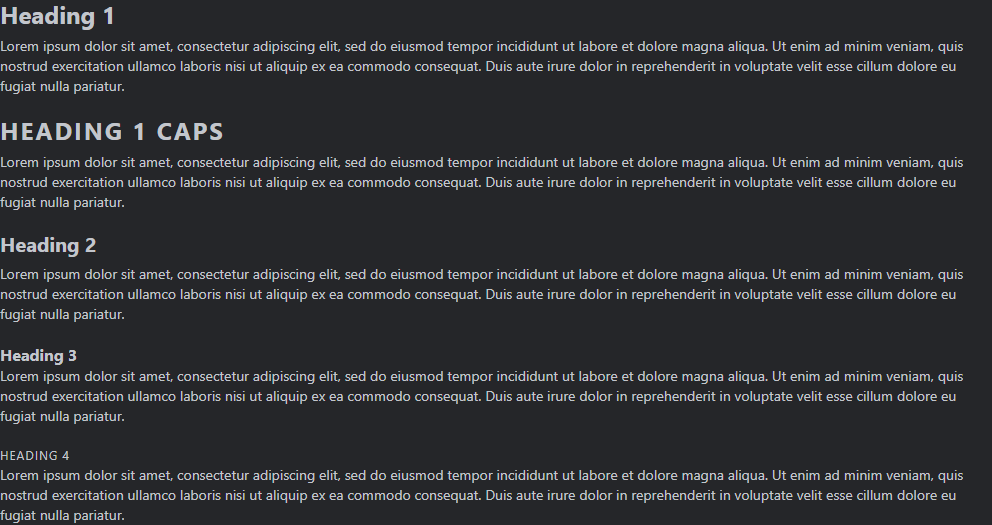 Heading 1
Lorem ipsum dolor sit amet, consectetur adipiscing elit, sed do eiusmod tempor incididunt ut labore et dolore magna aliqua. Ut enim ad minim veniam, quis
nostrud exercitation ullamco laboris nisi ut aliquip ex ea commodo consequat. Duis aute irure dolor in reprehenderit in voluptate velit esse cillum dolore eu
fugiat nulla pariatur.
HEADING 1 CAPS
Lorem ipsum dolor sit amet, consectetur adipiscing elit, sed do eiusmod tempor incididunt ut labore et dolore magna aliqua. Ut enim ad minim veniam, quis
nostrud exercitation ullamco laboris nisi ut aliquip ex ea commodo consequat. Duis aute irure dolor in reprehenderit in voluptate velit esse cillum dolore eu
fugiat nulla pariatur.
Heading 2
Lorem ipsum dolor sit amet, consectetur adipiscing elit, sed do eiusmod tempor incididunt ut labore et dolore magna aliqua. Ut enim ad minim veniam, quis
nostrud exercitation ullamco laboris nisi ut aliquip ex ea commodo consequat. Duis aute irure dolor in reprehenderit in voluptate velit esse cillum dolore eu
fugiat nulla pariatur.
Heading 3
Lorem ipsum dolor sit amet, consectetur adipiscing elit, sed do eiusmod tempor incididunt ut labore et dolore magna aliqua. Ut enim ad minim veniam, quis
nostrud exercitation ullamco laboris nisi ut aliquip ex ea commodo consequat. Duis aute irure dolor in reprehenderit in voluptate velit esse cillum dolore eu
fugiat nulla pariatur.
HEADING 4
Lorem ipsum dolor sit amet, consectetur adipiscing elit, sed do eiusmod tempor incididunt ut labore et dolore magna aliqua. Ut enim ad minim veniam, quis
nostrud exercitation ullamco laboris nisi ut aliquip ex ea commodo consequat. Duis aute irure dolor in reprehenderit in voluptate velit esse cillum dolore eu
fugiat nulla pariatur.